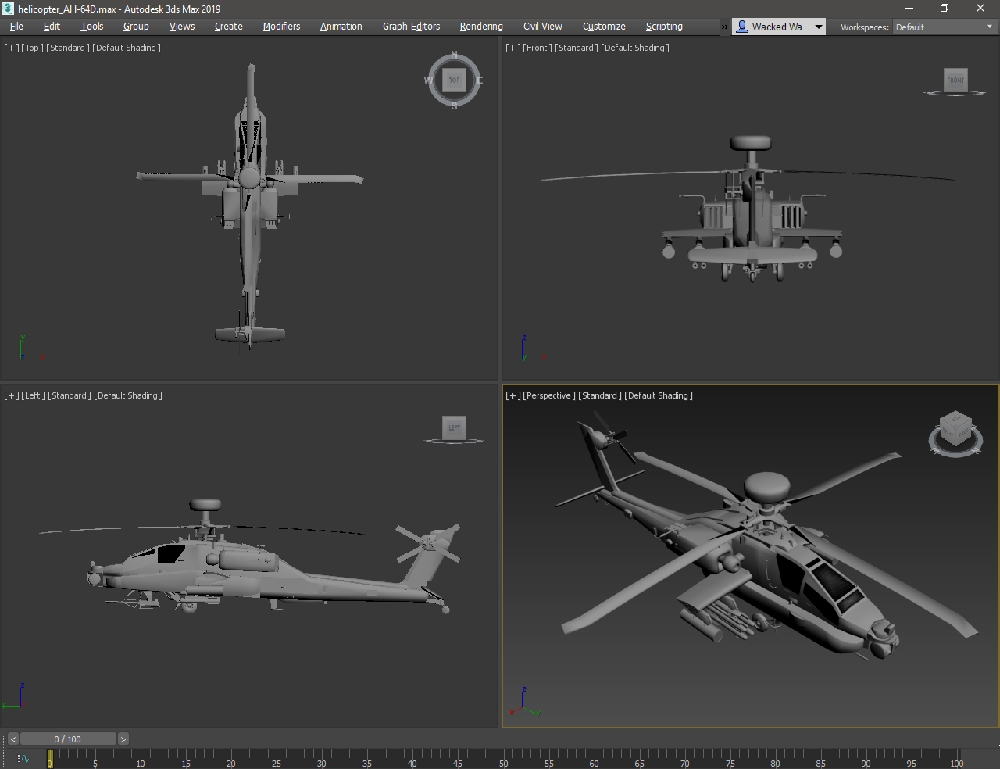 helicopter_AH-64D.max - Autodesk 3ds Max 2019
File Edit Tools Group Views Create Modifiers Animation Graph Editors Rendering Civil View Customize Scripting » Wacked Wa Workspaces: Default
[+] [Top] [Standard] [Default Shading]
[+] [Front] [Standard] [Default Shading]
N
W TOP E
S
FRONT
y
z
[+] [Left] [Standard] [Default Shading]
[+] [Perspective] [Standard] [Default Shading]
LEFT
z
z
< 0 / 100 >
0 5 10 15 20 25 30 35 40 45 50 55 60 65 70 75 80 85 90 95 100